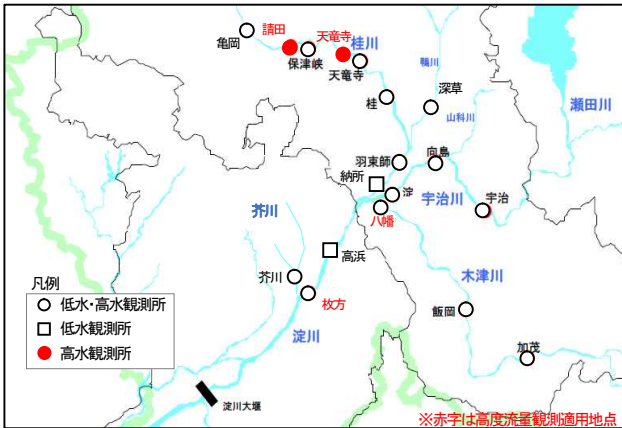 亀岡
請田
保津峡
天竜寺
天竜寺
桂川
鴨川
深草
山科川
瀬田川
桂
羽束師
向島
納所
淀
宇治川
宇治
八幡
芥川
高浜
木津川
芥川
枚方
飯岡
淀川
加茂
凡例
低水・高水観測所
低水観測所
高水観測所
淀川大堰
※赤字は高度流量観測適用地点